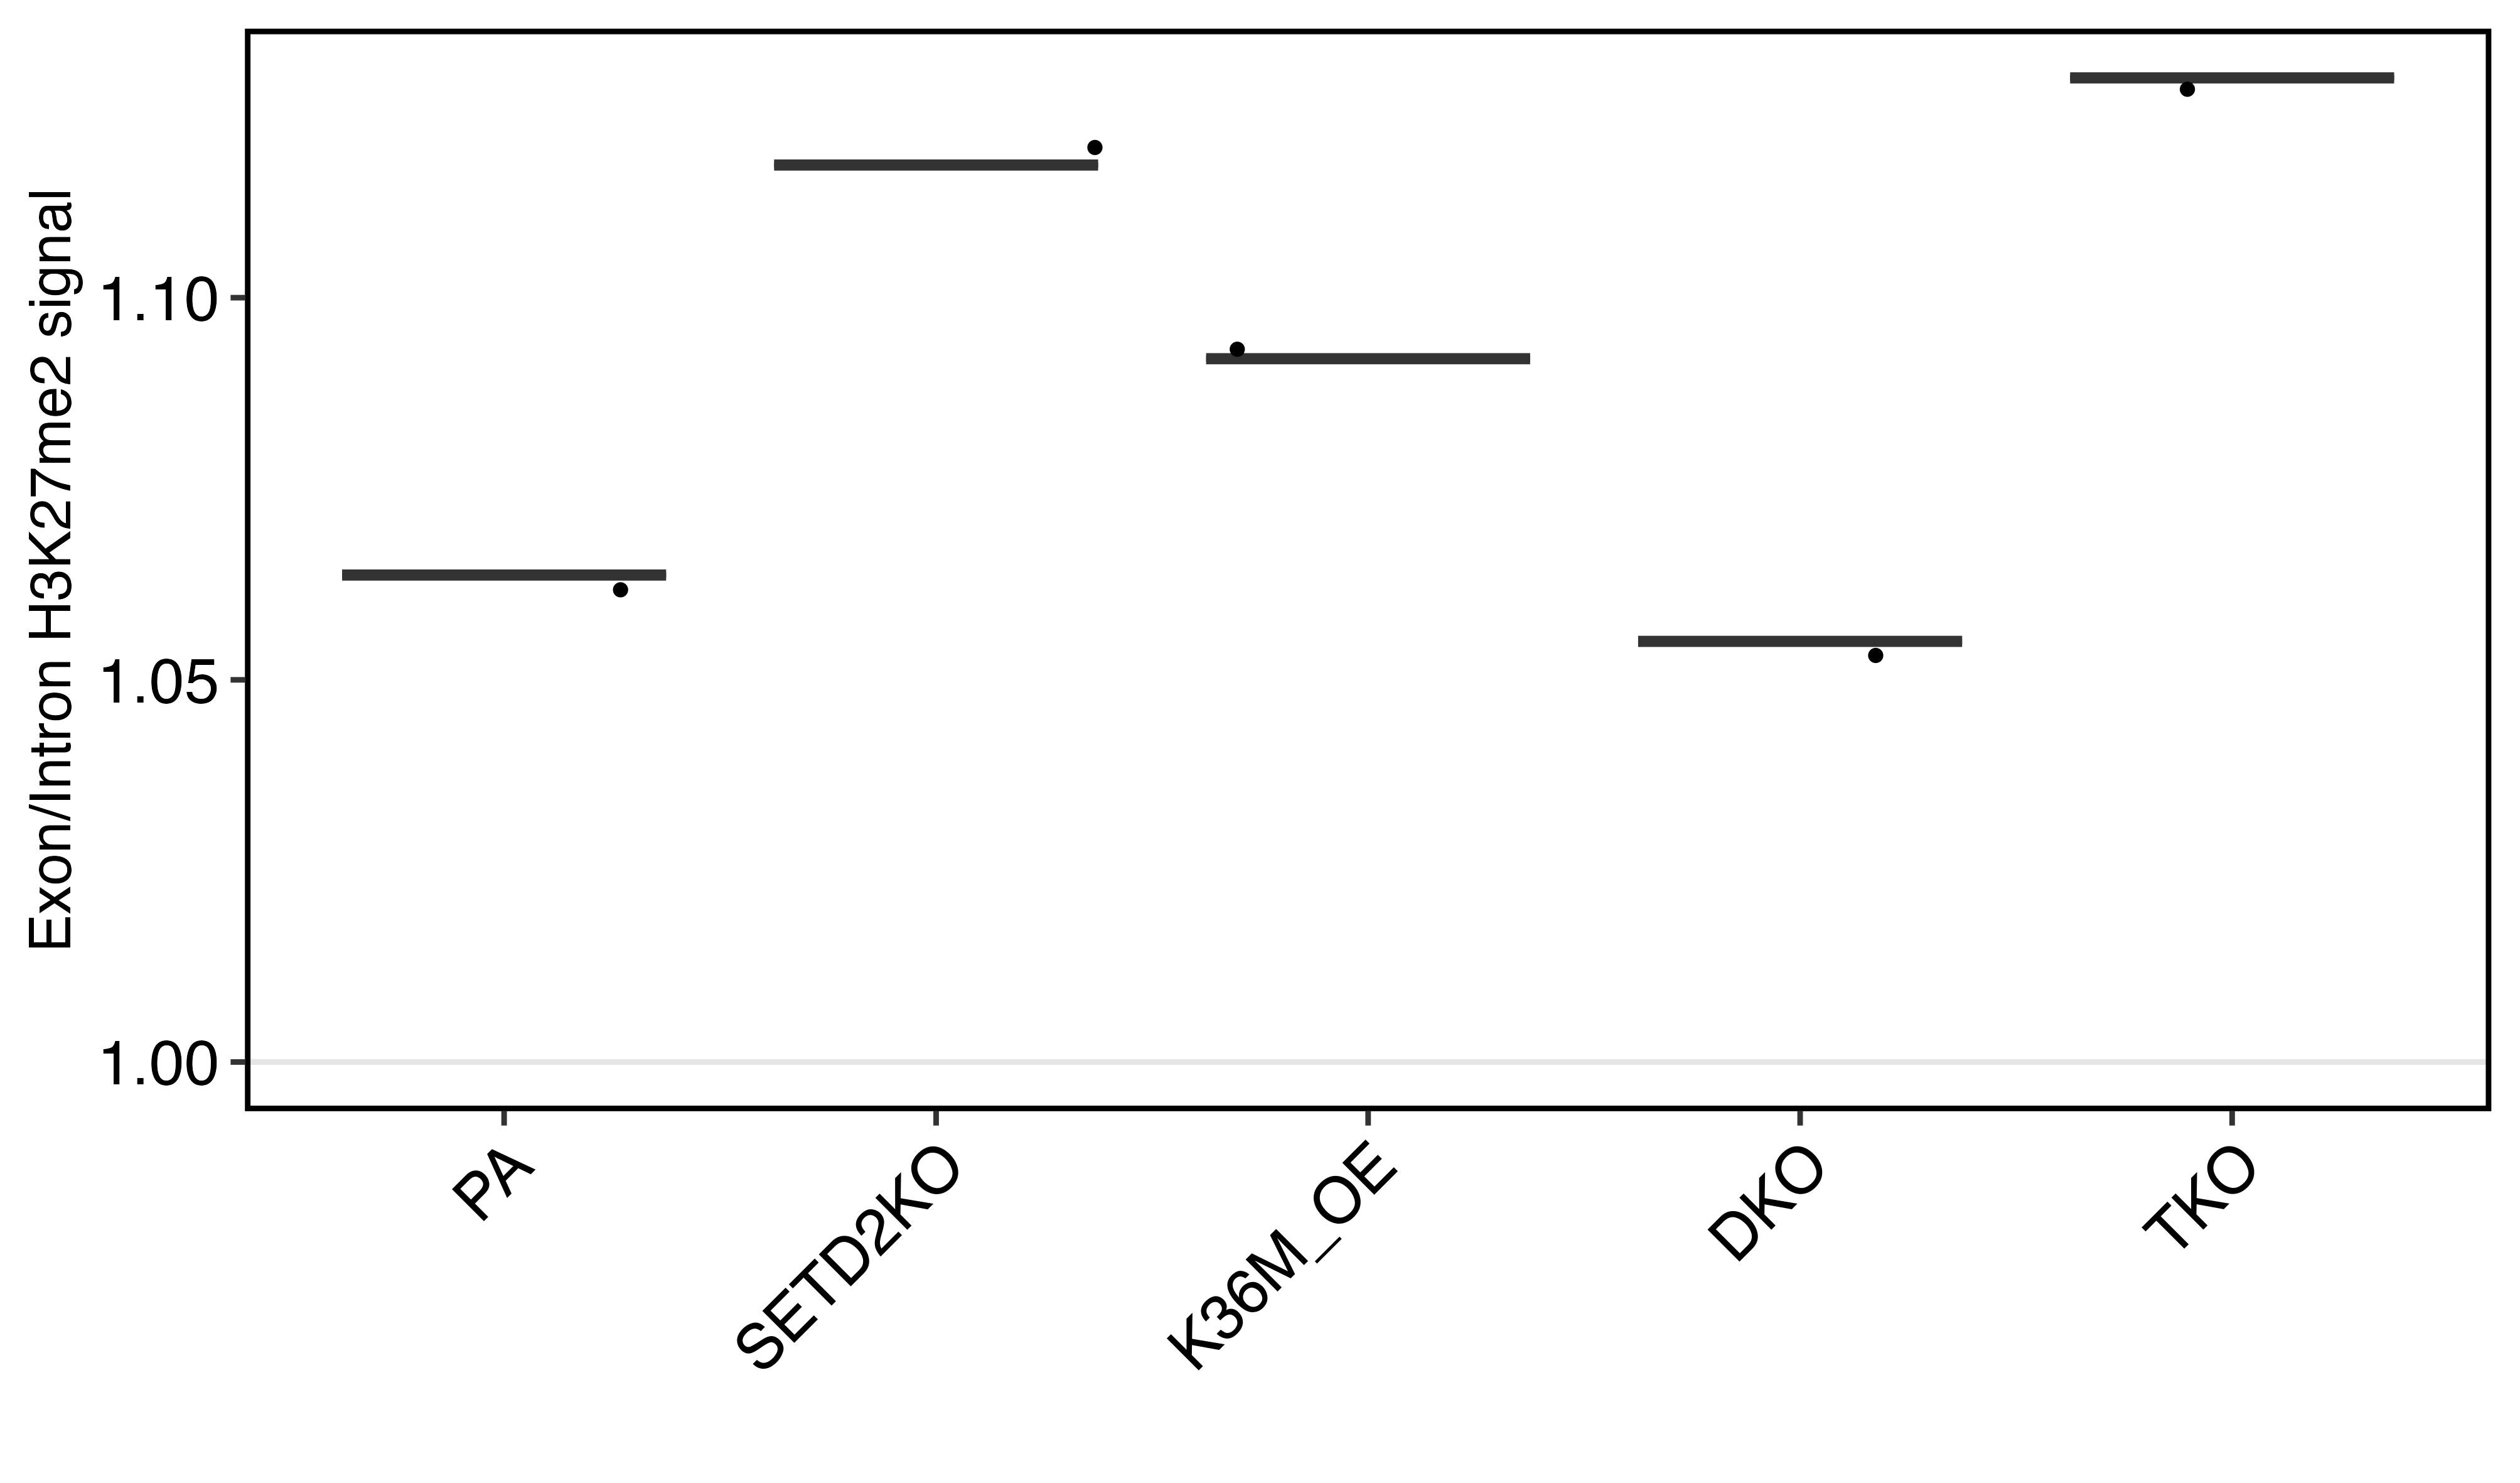 Exon/Intron H3K27me2 signal
1.10
1.05
1.00
PA
SETD2KO
K36M_OE
DKO
TKO